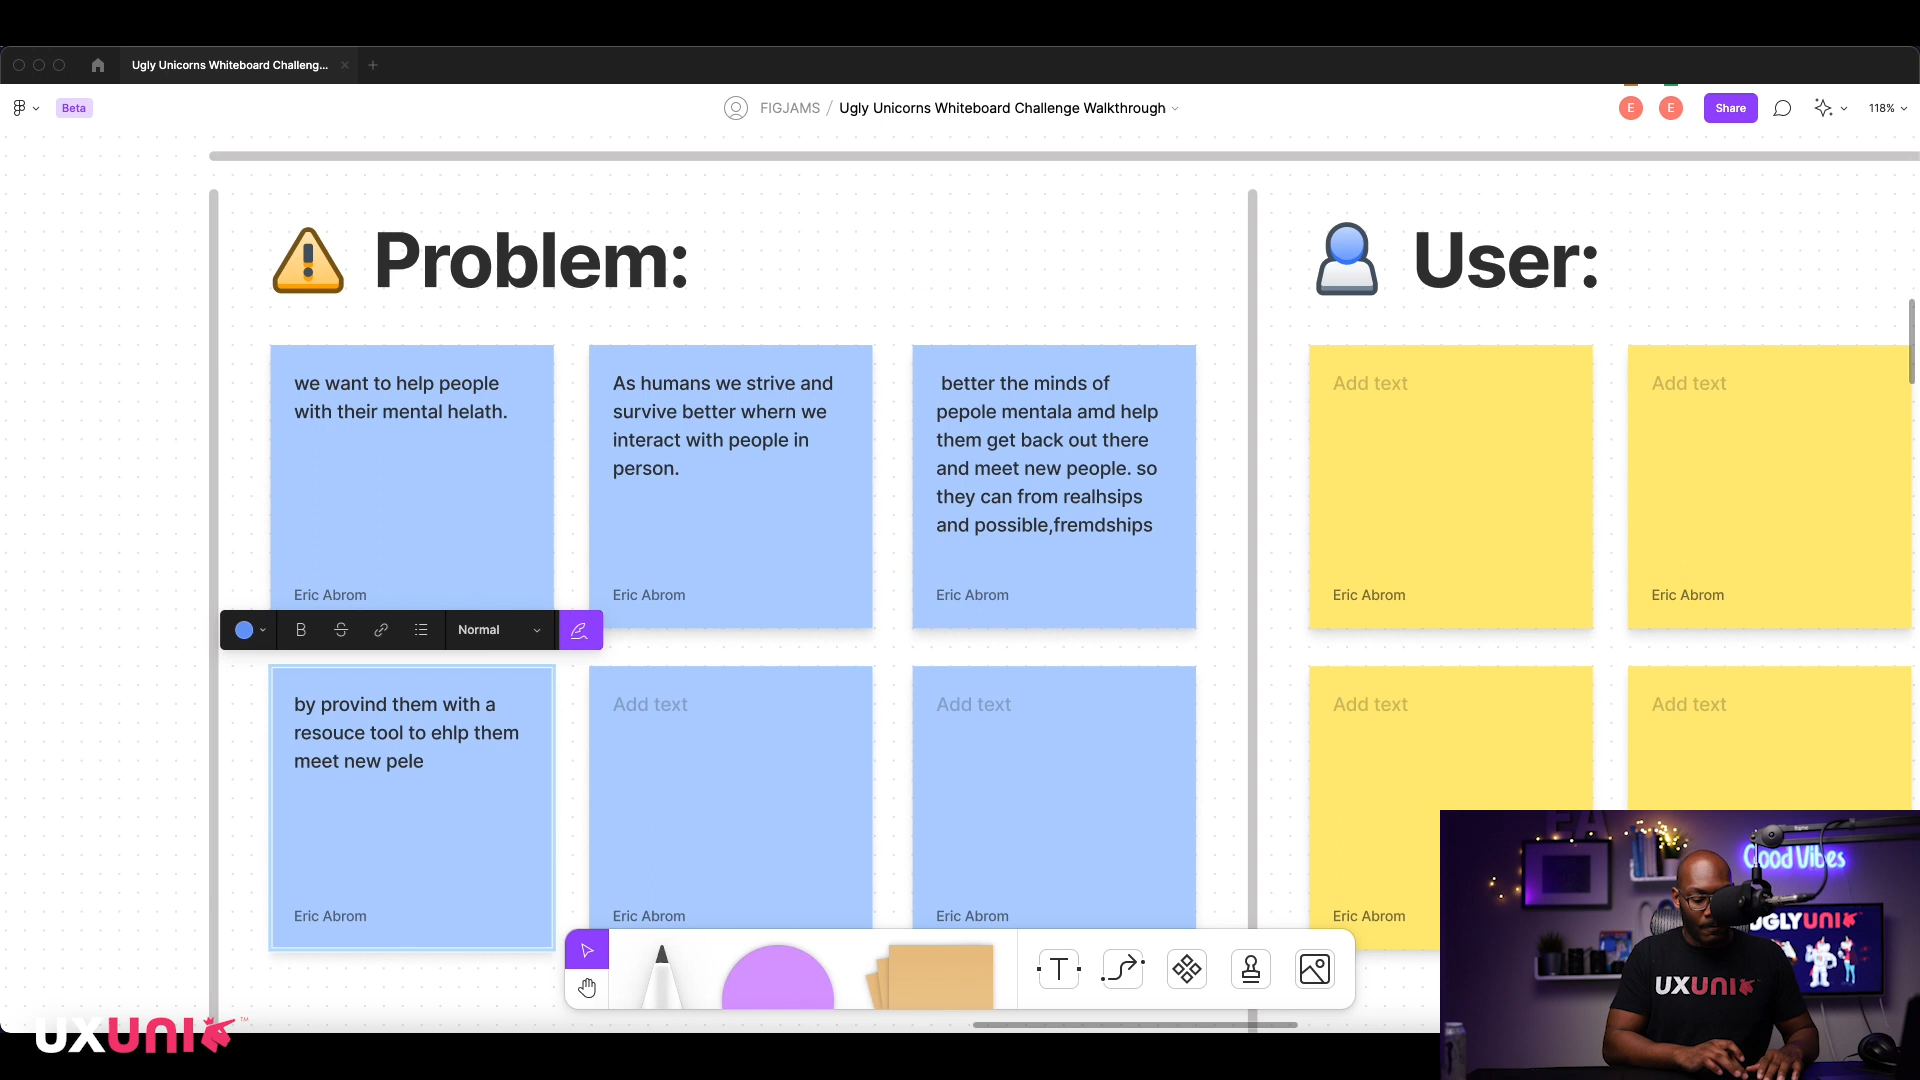 Ugly Unicorns Whiteboard Challeng...
Beta
FIGJAMS / Ugly Unicorns Whiteboard Challenge Walkthrough
E
E
Share
118%
Problem:
User:
we want to help people
with their mental helath.
Eric Abrom
As humans we strive and
survive better whern we
interact with people in
person.
Eric Abrom
better the minds of
pepole mentala amd help
them get back out there
and meet new people. so
they can from realhsips
and possible,fremdships
Eric Abrom
Add text
Eric Abrom
Add text
Eric Abrom
B
S
Normal
by provind them with a
resouce tool to ehlp them
meet new pele
Eric Abrom
Add text
Eric Abrom
Add text
Eric Abrom
Add text
Eric Abrom
Add text
T
EA
Good Vibes
UGLYUNI
UXUNI
UXUNI™